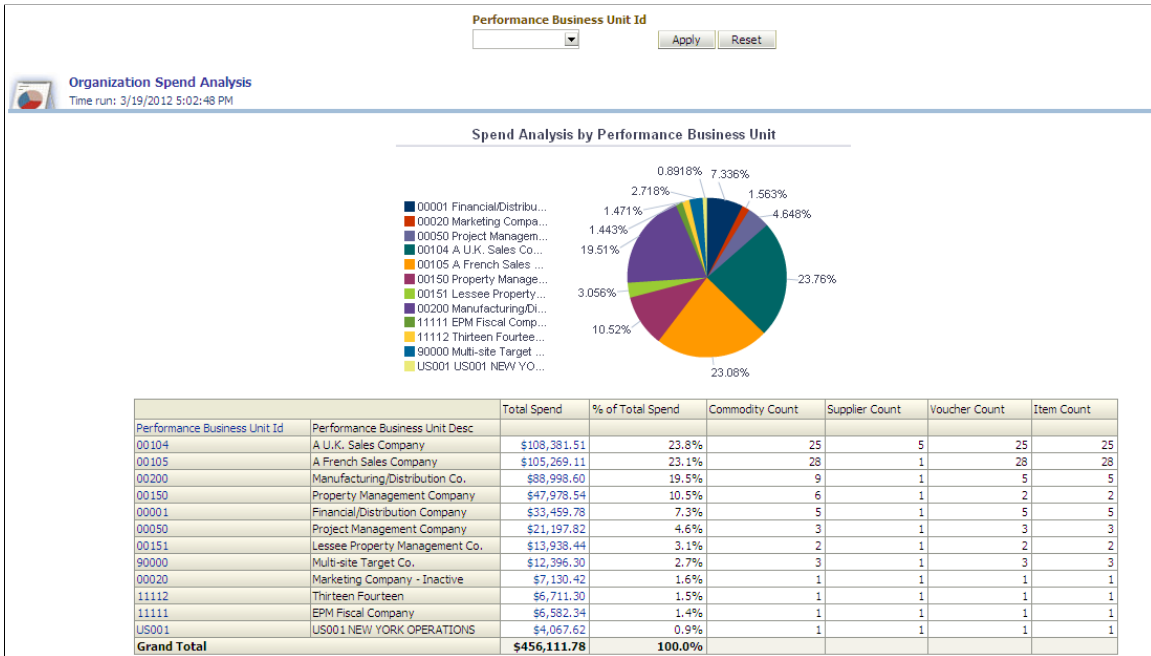 Performance Business Unit Id
Apply Reset
Organization Spend Analysis
Time run: 3/19/2012 5:02:48 PM
Spend Analysis by Performance Business Unit
0.8918% 7.336%
2.718% 1.563%
1.471% 4.648%
1.443%
19.51%
23.76%
3.056%
10.52%
23.08%
00001 Financial/Distribu...
00020 Marketing Compa...
00050 Project Managem...
00104 A U.K. Sales Co...
00105 A French Sales ...
00150 Property Manage...
00151 Lessee Property...
00200 Manufacturing/Di...
11111 EPM Fiscal Comp...
11112 Thirteen Fourtee...
90000 Multi-site Target ...
US001 US001 NEW YO...
Total Spend % of Total Spend Commodity Count Supplier Count Voucher Count Item Count
Performance Business Unit Id Performance Business Unit Desc
00104 A U.K. Sales Company $108,381.51 23.8% 25 5 25 25
00105 A French Sales Company $105,269.11 23.1% 28 1 28 28
00200 Manufacturing/Distribution Co. $88,998.60 19.5% 9 1 5 5
00150 Property Management Company $47,978.54 10.5% 6 1 2 2
00001 Financial/Distribution Company $33,459.78 7.3% 5 1 5 5
00050 Project Management Company $21,197.82 4.6% 3 1 3 3
00151 Lessee Property Management Co. $13,938.44 3.1% 2 1 2 2
90000 Multi-site Target Co. $12,396.30 2.7% 3 1 3 3
00020 Marketing Company - Inactive $7,130.42 1.6% 1 1 1 1
11112 Thirteen Fourteen $6,711.30 1.5% 1 1 1 1
11111 EPM Fiscal Company $6,582.34 1.4% 1 1 1 1
US001 US001 NEW YORK OPERATIONS $4,067.62 0.9% 1 1 1 1
Grand Total $456,111.78 100.0%